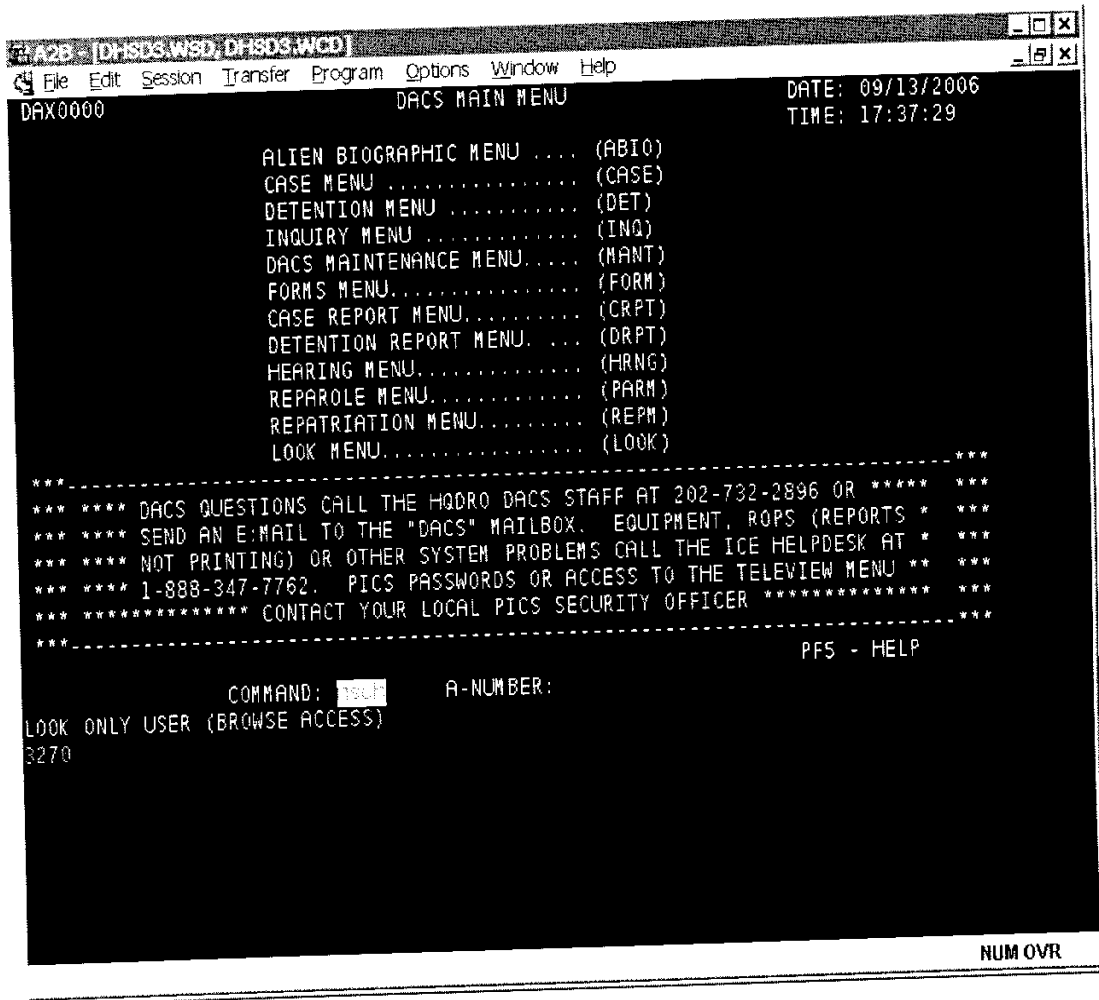 A2B - [DHSD3.WSD, DHSD3.WCD]
File Edit Session Transfer Program Options Window Help
DAX0000 DACS MAIN MENU DATE: 09/13/2006
TIME: 17:37:29
ALIEN BIOGRAPHIC MENU .... (ABIO)
CASE MENU ................ (CASE)
DETENTION MENU ........... (DET)
INQUIRY MENU ............. (INQ)
DACS MAINTENANCE MENU..... (MANT)
FORMS MENU................ (FORM)
CASE REPORT MENU.......... (CRPT)
DETENTION REPORT MENU. ... (DRPT)
HEARING MENU.............. (HRNG)
REPAROLE MENU............. (PARM)
REPATRIATION MENU......... (REPM)
LOOK MENU................. (LOOK)
***-----------------------------------------------------------------------***
*** **** DACS QUESTIONS CALL THE HQDRO DACS STAFF AT 202-732-2896 OR ***** ***
*** **** SEND AN E:MAIL TO THE "DACS" MAILBOX. EQUIPMENT, ROPS (REPORTS * ***
*** **** NOT PRINTING) OR OTHER SYSTEM PROBLEMS CALL THE ICE HELPDESK AT * ***
*** **** 1-888-347-7762. PICS PASSWORDS OR ACCESS TO THE TELEVIEW MENU ** ***
*** ************** CONTACT YOUR LOCAL PICS SECURITY OFFICER ************** ***
***-----------------------------------------------------------------------***
PF5 - HELP
COMMAND: A-NUMBER:
LOOK ONLY USER (BROWSE ACCESS)
3270
NUM OVR